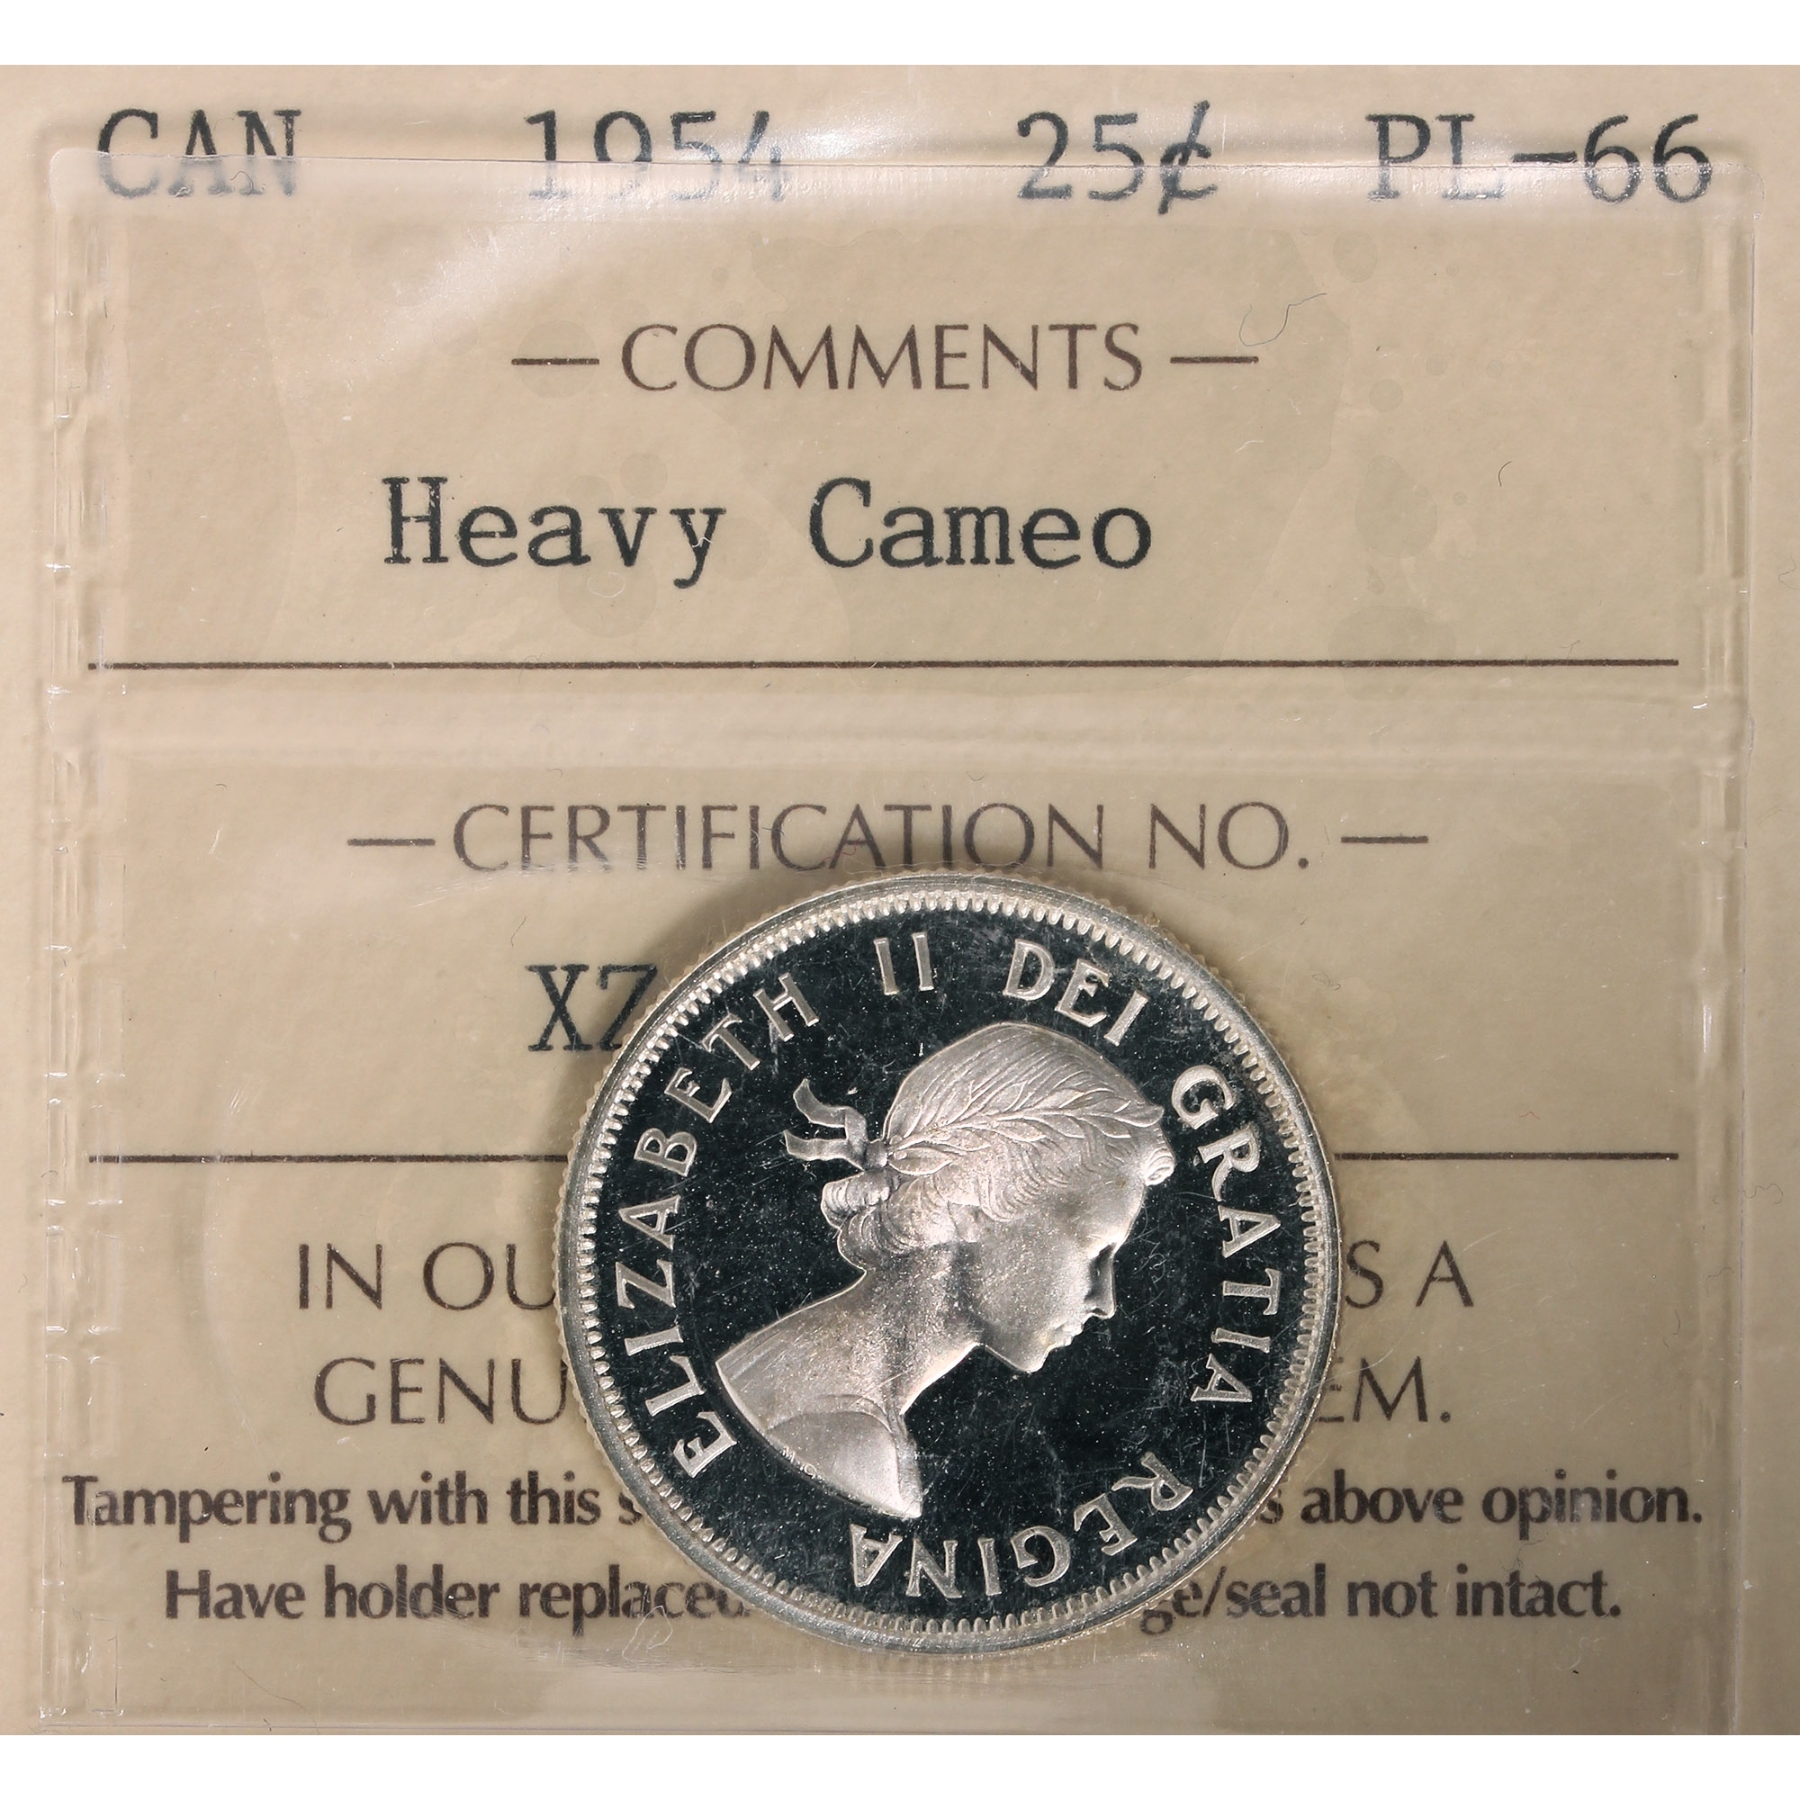 CAN 1954 25¢ PL-66
— COMMENTS —
Heavy Cameo
— CERTIFICATION NO. —
XZ
IN OU S A
GENU EM.
Tampering with this s s above opinion.
Have holder replaced ge/seal not intact.
ELIZABETH II DEI GRATIA REGINA